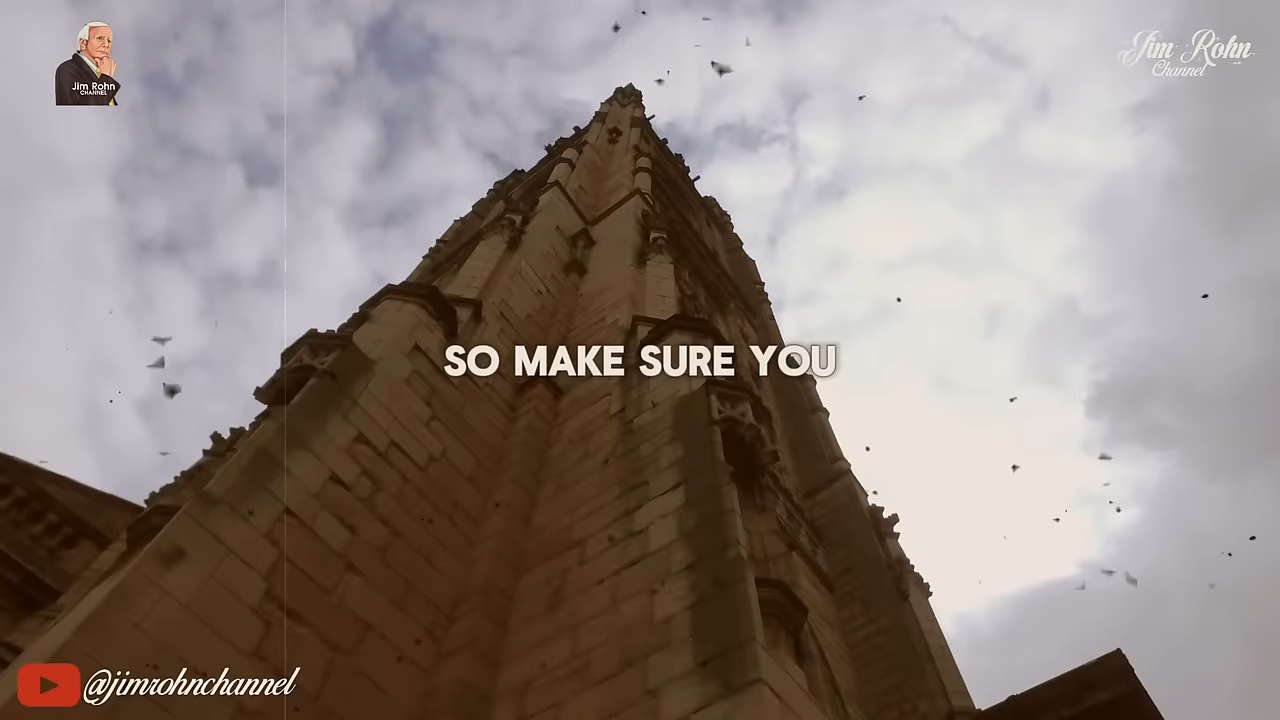 Jim Rohn
CHANNEL
Jim Rohn
Channel
SO MAKE SURE YOU
@jimrohnchannel